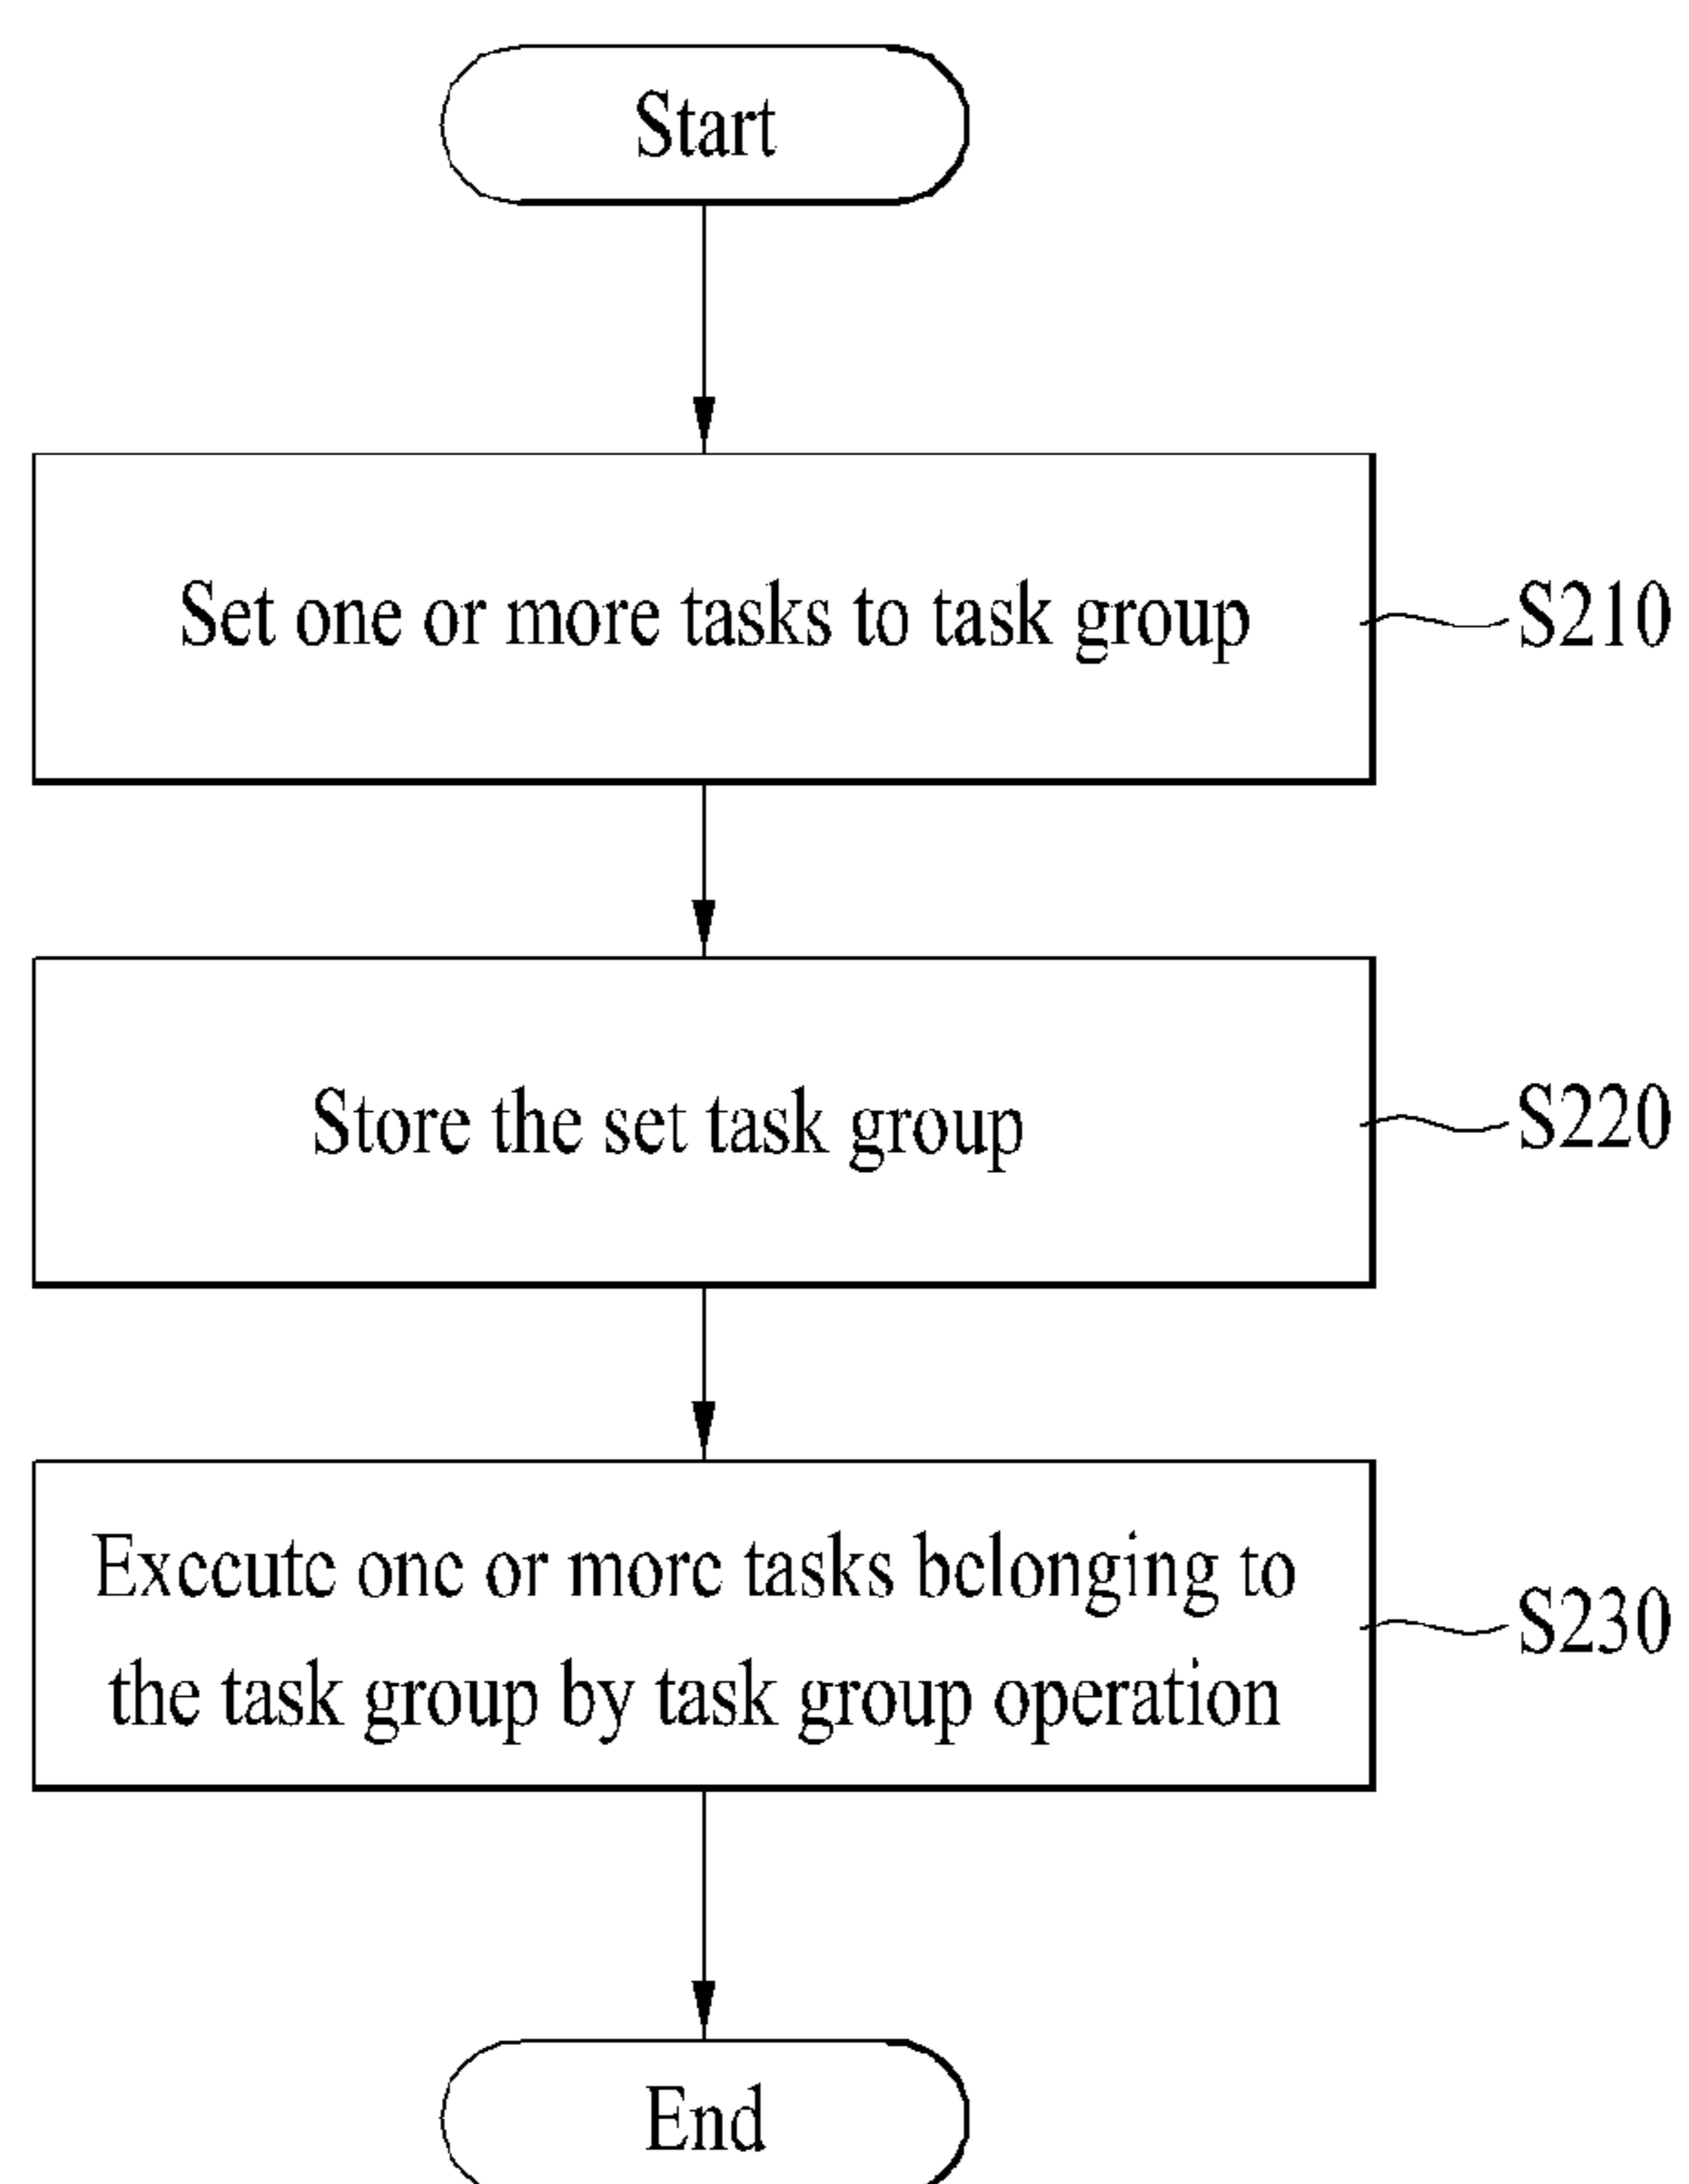 Start
Set one or more tasks to task group
S210
Store the set task group
S220
Execute one or more tasks belonging to
the task group by task group operation
S230
End